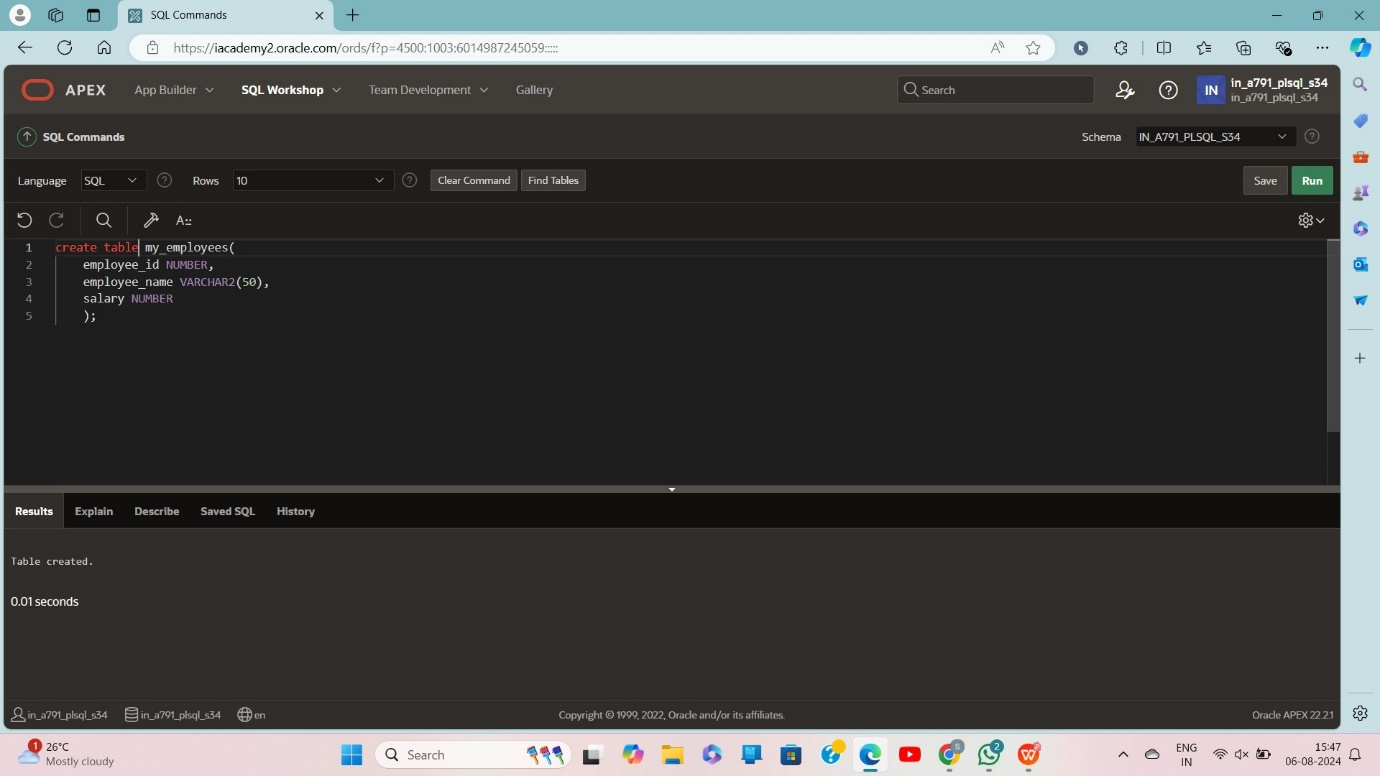 SQL Commands
https://iacademy2.oracle.com/ords/f?p=4500:1003:6014987245059:::::
APEX App Builder SQL Workshop Team Development Gallery Search IN in_a791_plsql_s34
in_a791_plsql_s34
SQL Commands Schema IN_A791_PLSQL_S34
Language SQL Rows 10 Clear Command Find Tables Save Run
A::
1 create table my_employees(
2 employee_id NUMBER,
3 employee_name VARCHAR2(50),
4 salary NUMBER
5 );
Results Explain Describe Saved SQL History
Table created.
0.01 seconds
in_a791_plsql_s34 in_a791_plsql_s34 en Copyright © 1999, 2022, Oracle and/or its affiliates. Oracle APEX 22.2.1
1 26°C
Mostly cloudy
Search
2
ENG
IN
15:47
06-08-2024